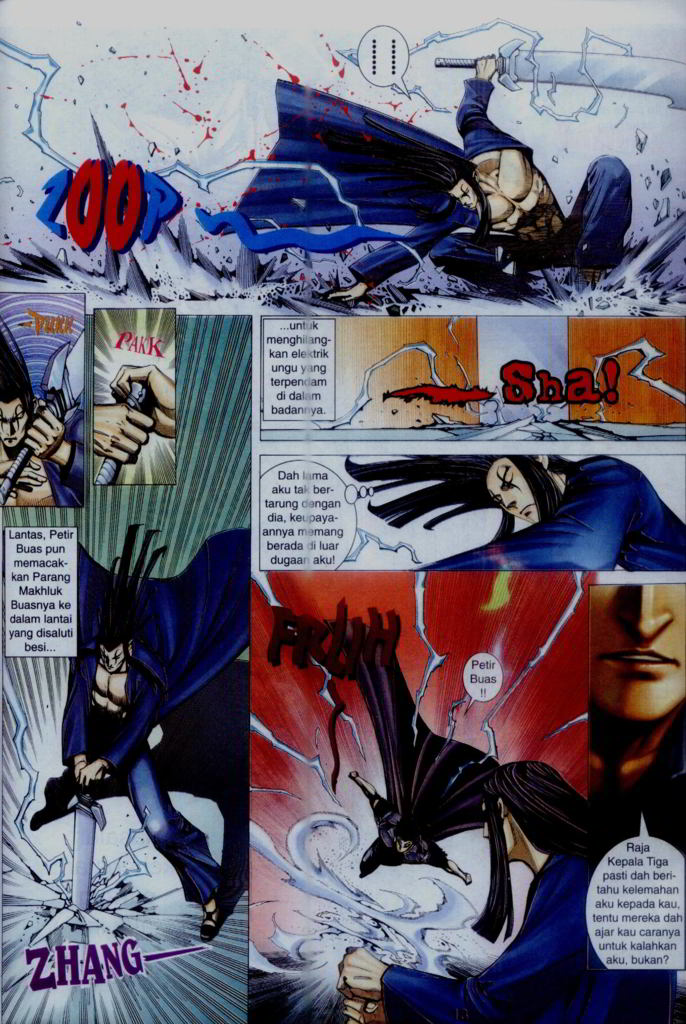 !!
ZOOP
PAKK
PAKK
Lantas, Petir
Buas pun
memacak-
kan Parang
Makhluk
Buasnya ke
dalam lantai
yang disaluti
besi...
ZHANG
...untuk
menghilang-
kan elektrik
ungu yang
terpendam
di dalam
badannya.
Sha!
Dah lama
aku tak ber-
tarung dengan
dia, keupaya-
annya memang
berada di luar
dugaan aku!
Petir
Buas
!!
Raja
Kepala Tiga
pasti dah beri-
tahu kelemahan
aku kepada kau,
tentu mereka dah
ajar kau caranya
untuk kalahkan
aku, bukan?
13